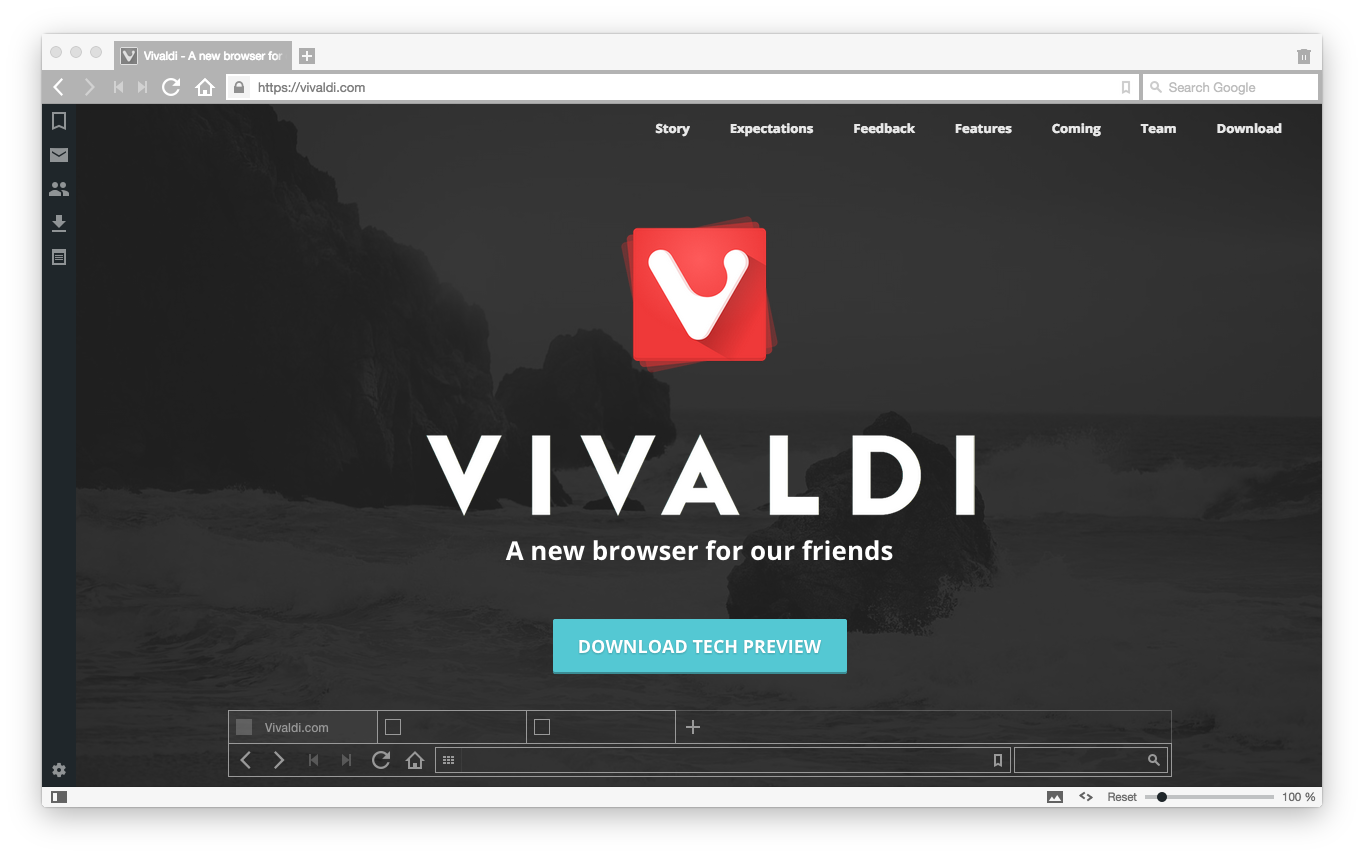 Vivaldi - A new browser for
https://vivaldi.com
Search Google
Story Expectations Feedback Features Coming Team Download
VIVALDI
A new browser for our friends
DOWNLOAD TECH PREVIEW
Vivaldi.com
Reset 100 %